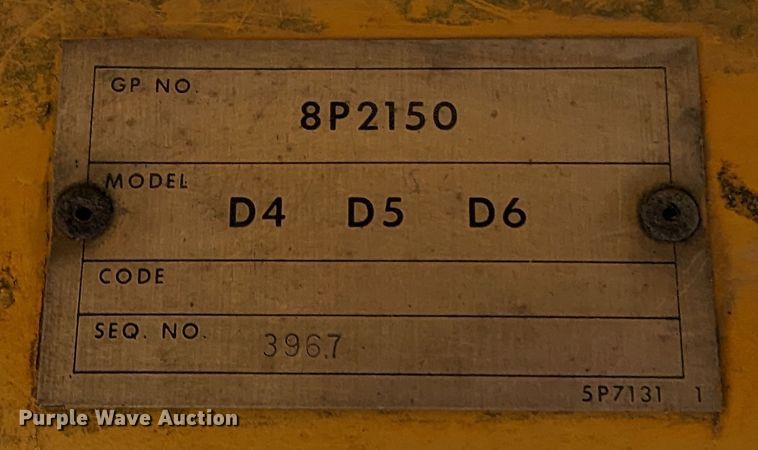 GP NO.
8P2150
MODEL
D4 D5 D6
CODE
SEQ. NO. 3967
5P7131 1
Purple Wave Auction